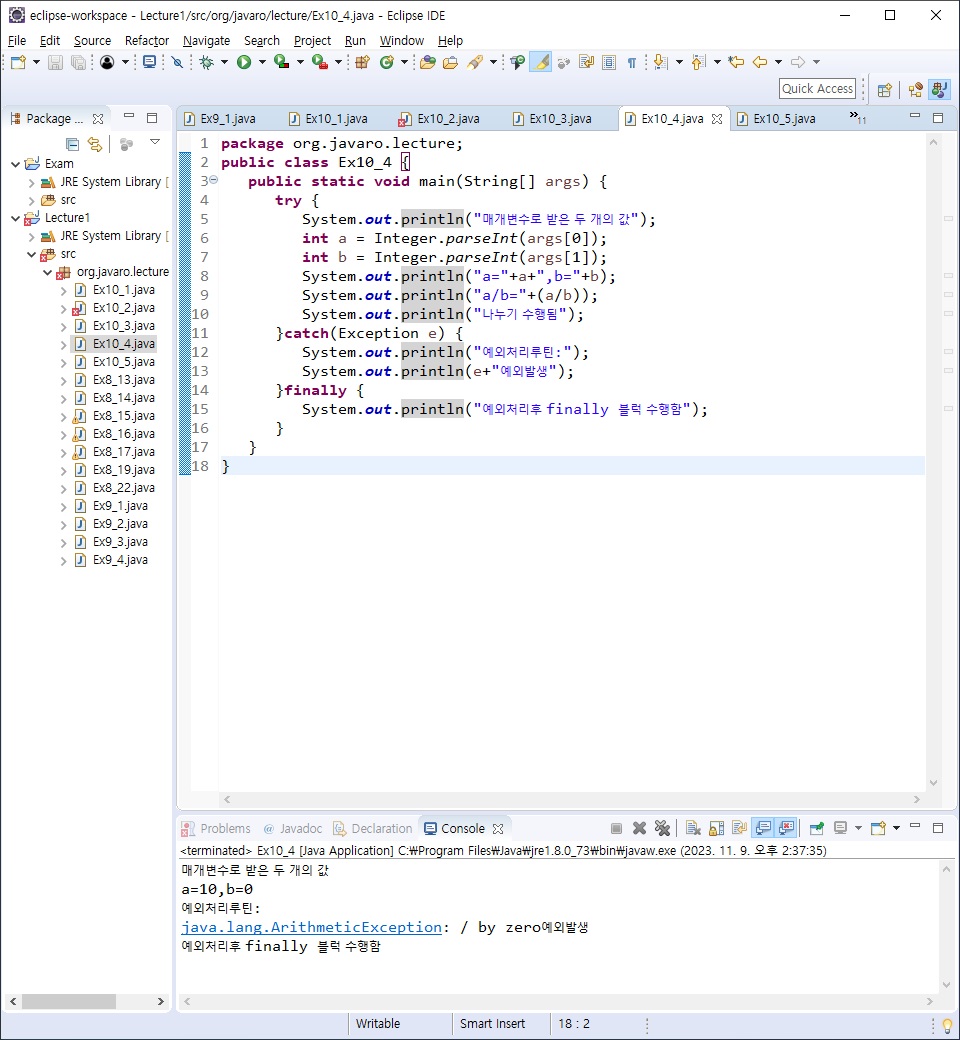 eclipse-workspace - Lecture1/src/org/javaro/lecture/Ex10_4.java - Eclipse IDE
File Edit Source Refactor Navigate Search Project Run Window Help
Quick Access
Package ...
Exam
JRE System Library [
src
Lecture1
JRE System Library [
src
org.javaro.lecture
Ex10_1.java
Ex10_2.java
Ex10_3.java
Ex10_4.java
Ex10_5.java
Ex8_13.java
Ex8_14.java
Ex8_15.java
Ex8_16.java
Ex8_17.java
Ex8_19.java
Ex8_22.java
Ex9_1.java
Ex9_2.java
Ex9_3.java
Ex9_4.java
Ex9_1.java Ex10_1.java Ex10_2.java Ex10_3.java Ex10_4.java Ex10_5.java »11
1 package org.javaro.lecture;
2 public class Ex10_4 {
3 public static void main(String[] args) {
4 try {
5 System.out.println("매개변수로 받은 두 개의 값");
6 int a = Integer.parseInt(args[0]);
7 int b = Integer.parseInt(args[1]);
8 System.out.println("a="+a+",b="+b);
9 System.out.println("a/b="+(a/b));
10 System.out.println("나누기 수행됨");
11 }catch(Exception e) {
12 System.out.println("예외처리루틴:");
13 System.out.println(e+"예외발생");
14 }finally {
15 System.out.println("예외처리후 finally 블럭 수행함");
16 }
17 }
18 }
Problems @ Javadoc Declaration Console
<terminated> Ex10_4 [Java Application] C:₩Program Files₩Java₩jre1.8.0_73₩bin₩javaw.exe (2023. 11. 9. 오후 2:37:35)
매개변수로 받은 두 개의 값
a=10,b=0
예외처리루틴:
java.lang.ArithmeticException: / by zero예외발생
예외처리후 finally 블럭 수행함
Writable Smart Insert 18 : 2